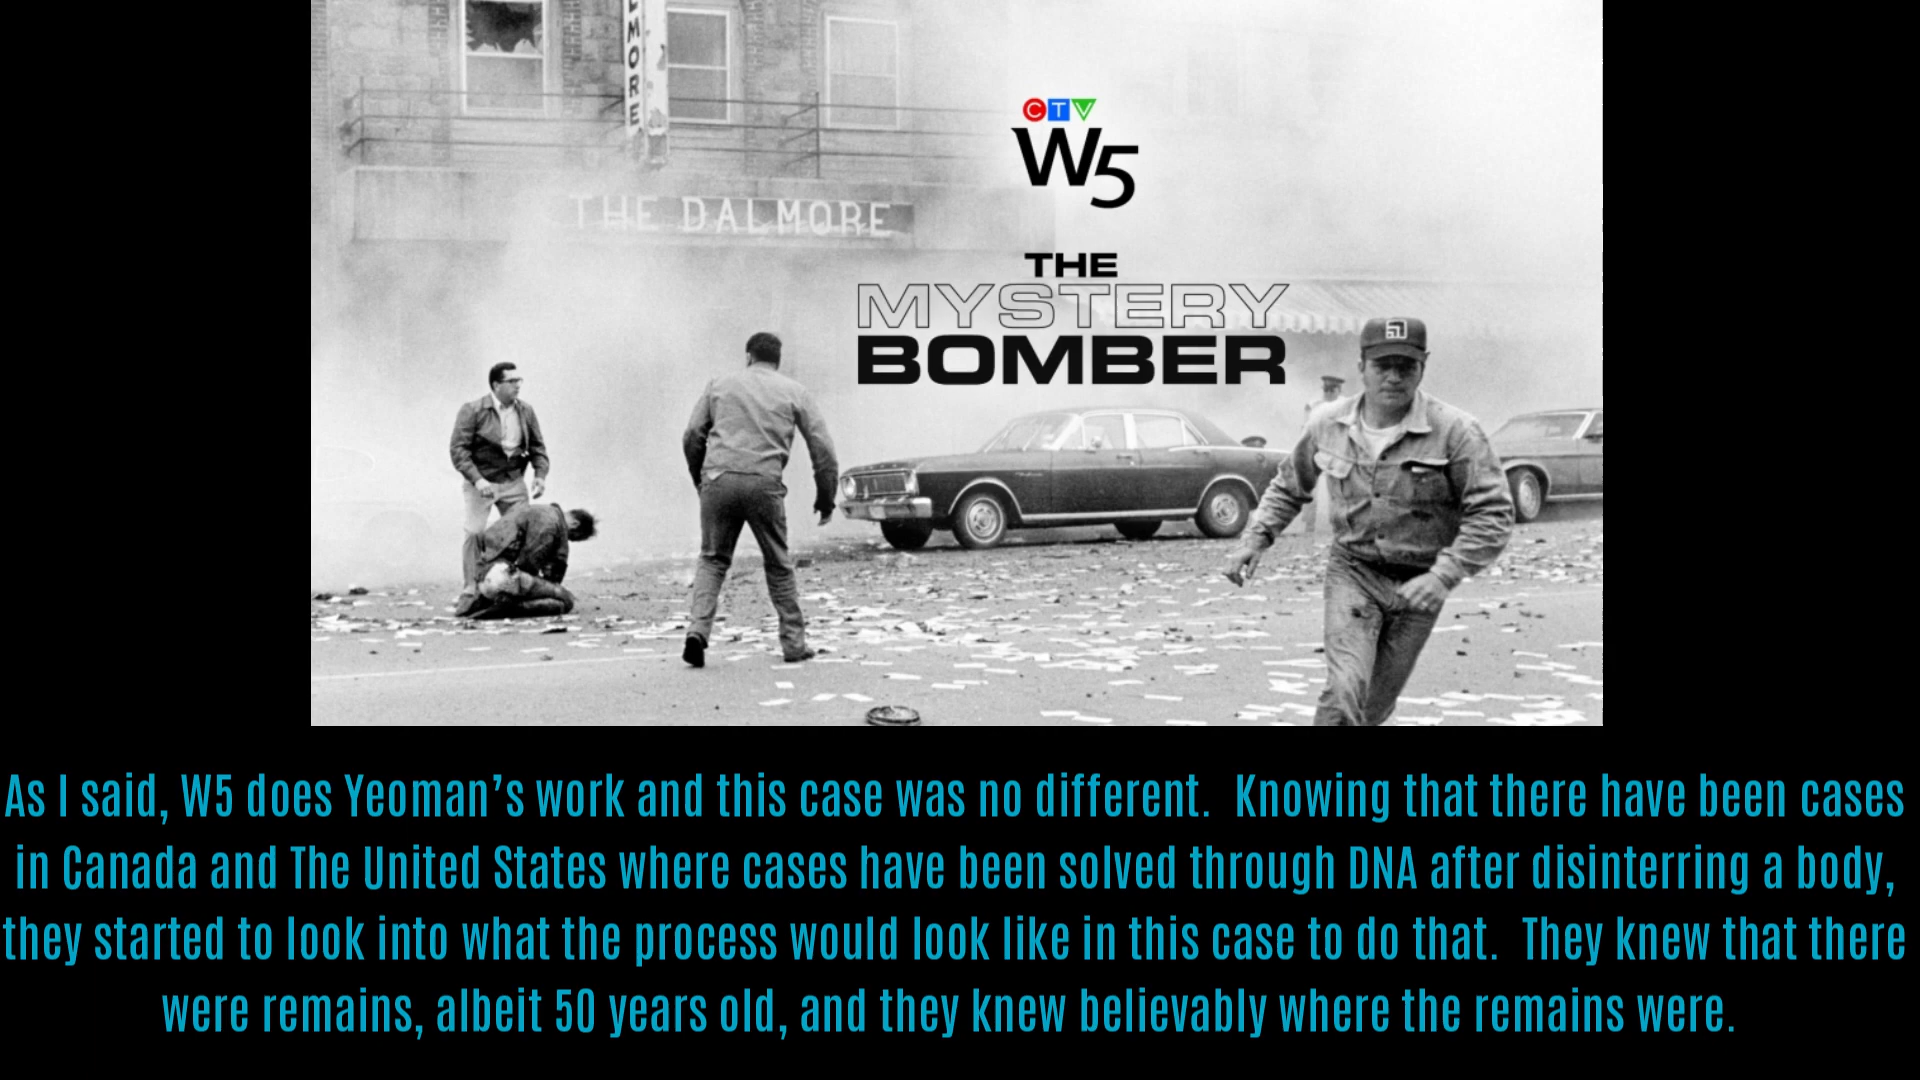 MORE
THE DALMORE
CTV
W5
THE
MYSTERY
BOMBER
As I said, W5 does Yeoman’s work and this case was no different.  Knowing that there have been cases
in Canada and The United States where cases have been solved through DNA after disinterring a body,
they started to look into what the process would look like in this case to do that.  They knew that there
were remains, albeit 50 years old, and they knew believably where the remains were.